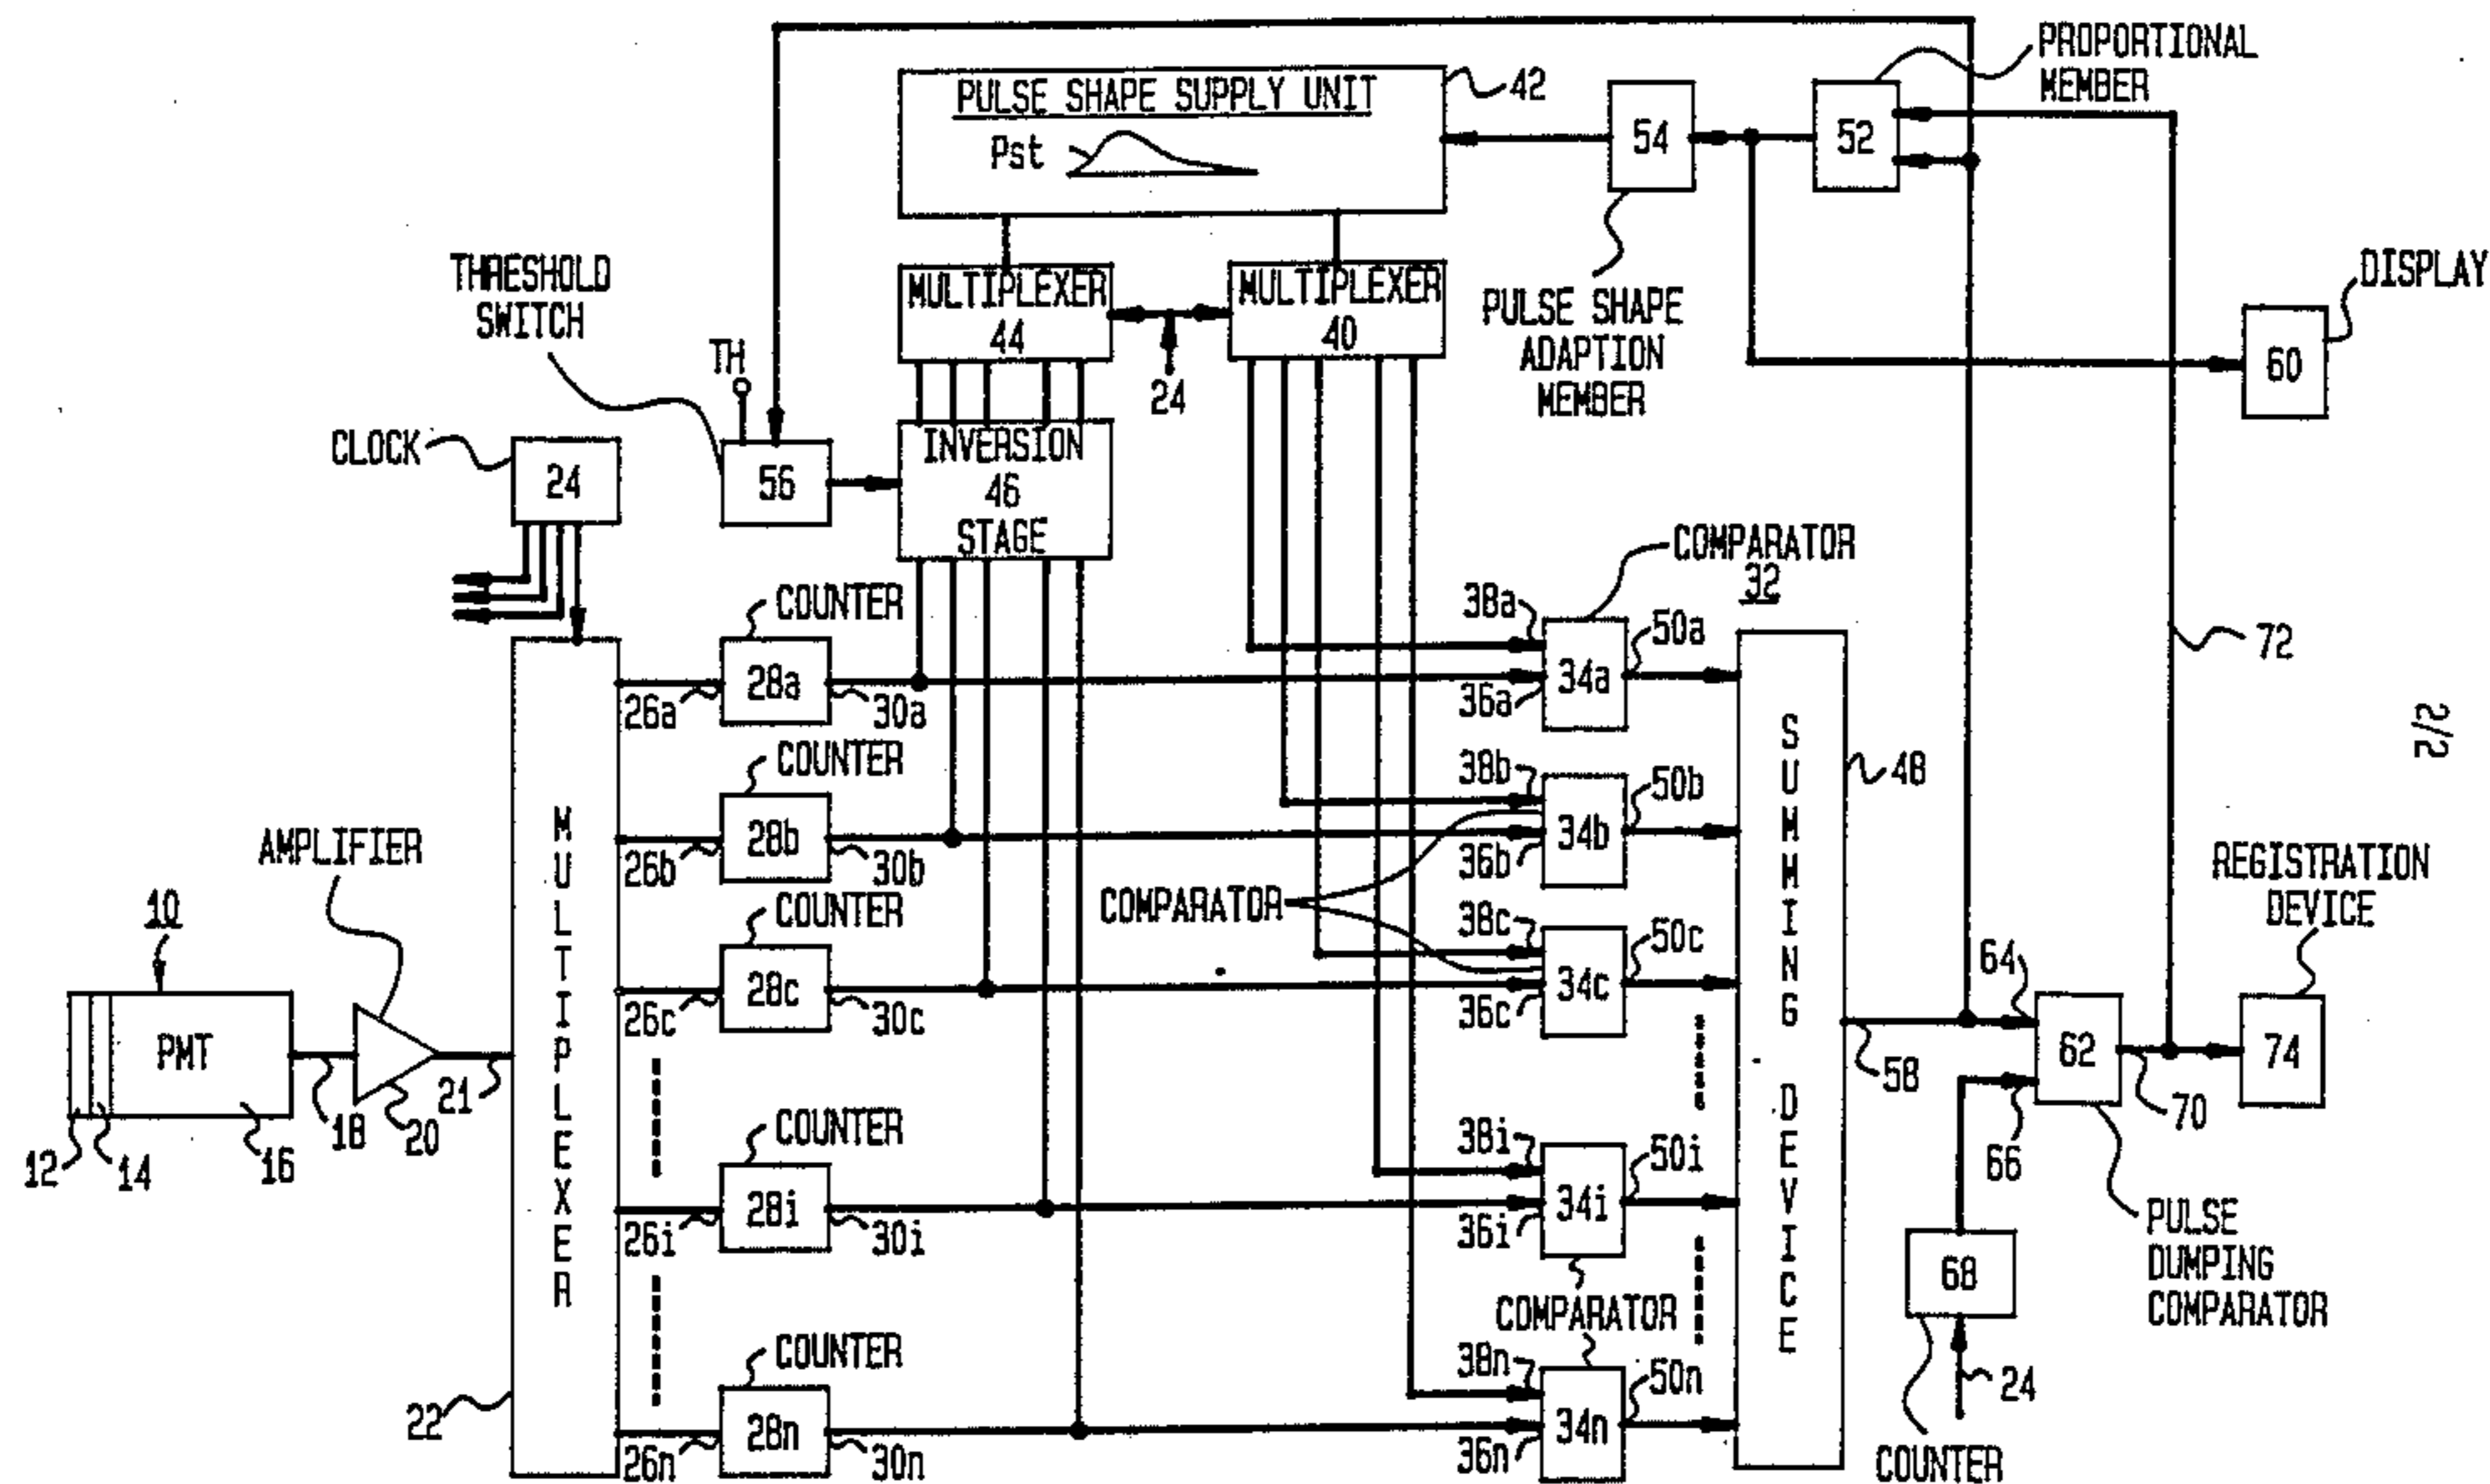 PROPORTIONAL
MEMBER
PULSE SHAPE SUPPLY UNIT
Pst
42
54
52
THRESHOLD
SWITCH
TH
MULTIPLEXER
44
MULTIPLEXER
40
24
PULSE SHAPE
ADAPTION
MEMBER
DISPLAY
60
CLOCK
24
56
INVERSION
46
STAGE
COMPARATOR
32
COUNTER
26a
28a
30a
38a
36a
34a
50a
72
COUNTER
26b
28b
30b
38b
36b
34b
50b
48
2/2
AMPLIFIER
COMPARATOR
COUNTER
26c
28c
30c
38c
36c
34c
50c
REGISTRATION
DEVICE
10
PMT
12
14
16
18
20
21
MULTIPLEXER
22
SUMMING DEVICE
58
64
62
66
70
74
COUNTER
26i
28i
30i
38i
36i
34i
50i
PULSE
DUMPING
COMPARATOR
68
24
COUNTER
COMPARATOR
COUNTER
26n
28n
30n
38n
36n
34n
50n